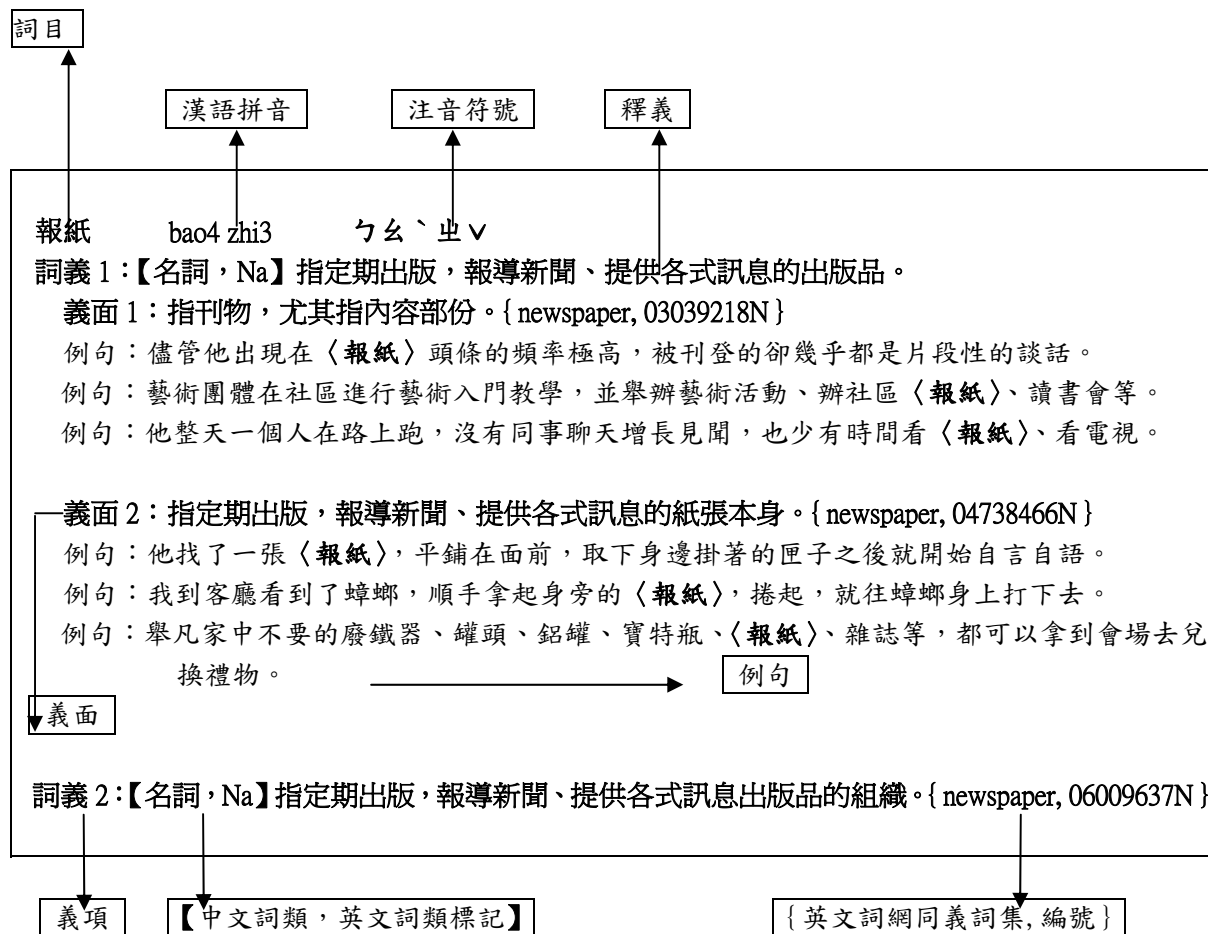 詞目
漢語拼音 注音符號 釋義
報紙 bao4 zhi3 ㄅㄠˋㄓˇ
詞義 1：【名詞，Na】指定期出版，報導新聞、提供各式訊息的出版品。
義面 1：指刊物，尤其指內容部份。{ newspaper, 03039218N }
例句：儘管他出現在〈報紙〉頭條的頻率極高，被刊登的卻幾乎都是片段性的談話。
例句：藝術團體在社區進行藝術入門教學，並舉辦藝術活動、辦社區〈報紙〉、讀書會等。
例句：他整天一個人在路上跑，沒有同事聊天增長見聞，也少有時間看〈報紙〉、看電視。
義面 2：指定期出版，報導新聞、提供各式訊息的紙張本身。{ newspaper, 04738466N }
例句：他找了一張〈報紙〉，平鋪在面前，取下身邊掛著的匣子之後就開始自言自語。
例句：我到客廳看到了蟑螂，順手拿起身旁的〈報紙〉，捲起，就往蟑螂身上打下去。
例句：舉凡家中不要的廢鐵器、罐頭、鋁罐、寶特瓶、〈報紙〉、雜誌等，都可以拿到會場去兌
換禮物。 例句
義面
詞義 2：【名詞，Na】指定期出版，報導新聞、提供各式訊息出版品的組織。{ newspaper, 06009637N }
義項 【中文詞類，英文詞類標記】 { 英文詞網同義詞集, 編號 }